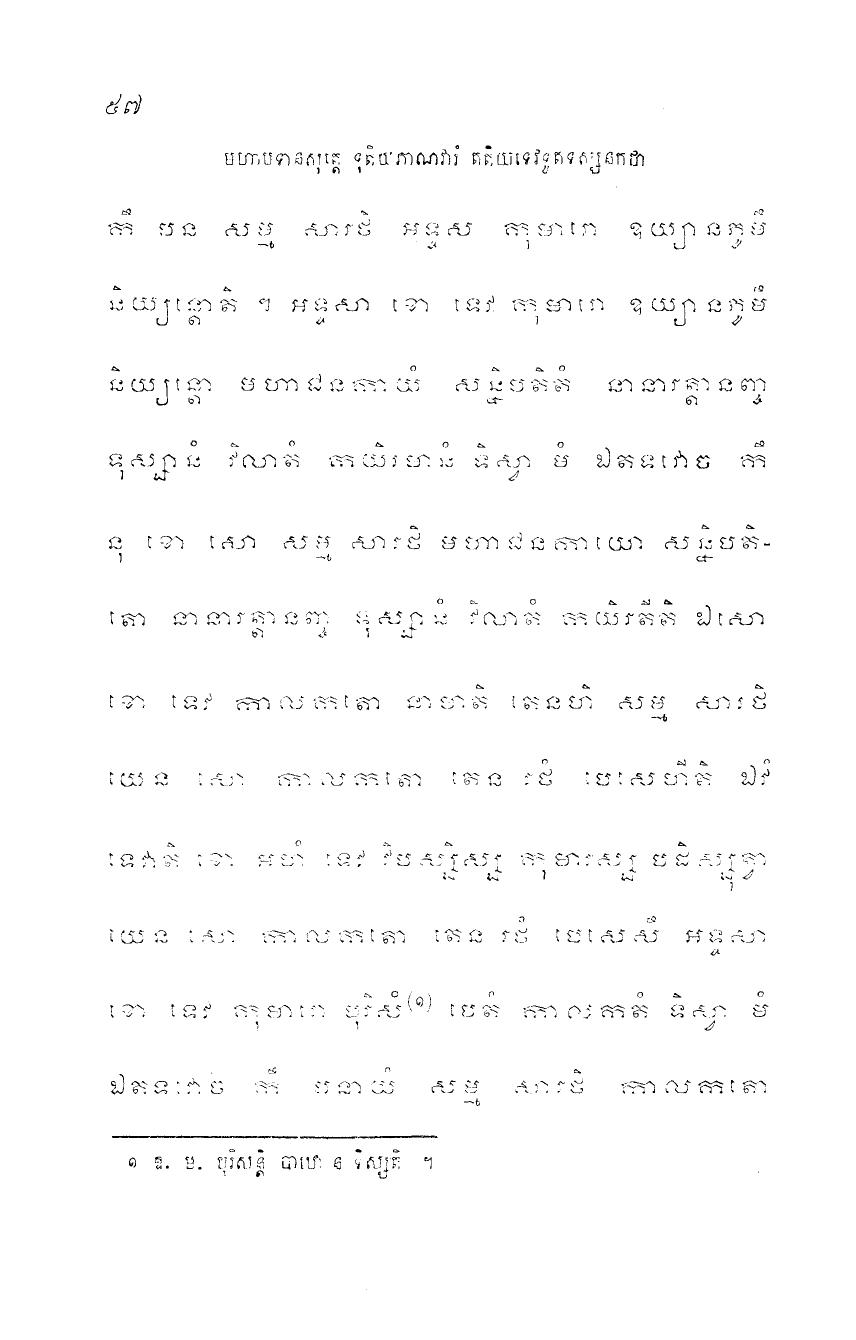 ៥៧
មហាបទានសុត្តេ ទុតិយភាណវារំ តតិយទេវទូតទស្សនកថា
កឹ បន សម្ម សារថិ អទ្ទស កុមារោ ឧយ្យានភូមឹ
និយ្យន្តោតិ ។ អទ្ទសា ខោ ទេវ កុមារោ ឧយ្យានភូមឹ
និយ្យន្តោ មហាជនកាយំ សន្និបតិតំ នានារត្តានញ្ច
ទុស្សានំ វិលាតំ កយិរមានំ ទិស្វា មំ ឯតទវោច កឹ
នុ ខោ សោ សម្ម សារថិ មហាជនកាយោ សន្និបតិ-
តោ នានារត្តានញ្ច ទុស្សានំ វិលាតំ កយិរតីតិ ឯសោ
ខោ ទេវ កាលកតោ នាមាតិ តេនហិ សម្ម សារថិ
យេន សោ កាលកតោ តេន រថំ បេសេហីតិ ឯវំ
ទេវាតិ ខោ អហំ ទេវ វិបស្សិស្ស កុមារស្ស បដិស្សុត្វា
យេន សោ កាលកតោ តេន រថំ បេសេសឹ អទ្ទសា
ខោ ទេវ កុមារោ បុរិសំ(១) បេតំ កាលកតំ ទិស្វា មំ
ឯតទវោច កឹ បនាយំ សម្ម សារថិ កាលកតោ
១ ឱ. ម. បុរិសន្តិ បាឋោ ន ទិស្សតិ ។